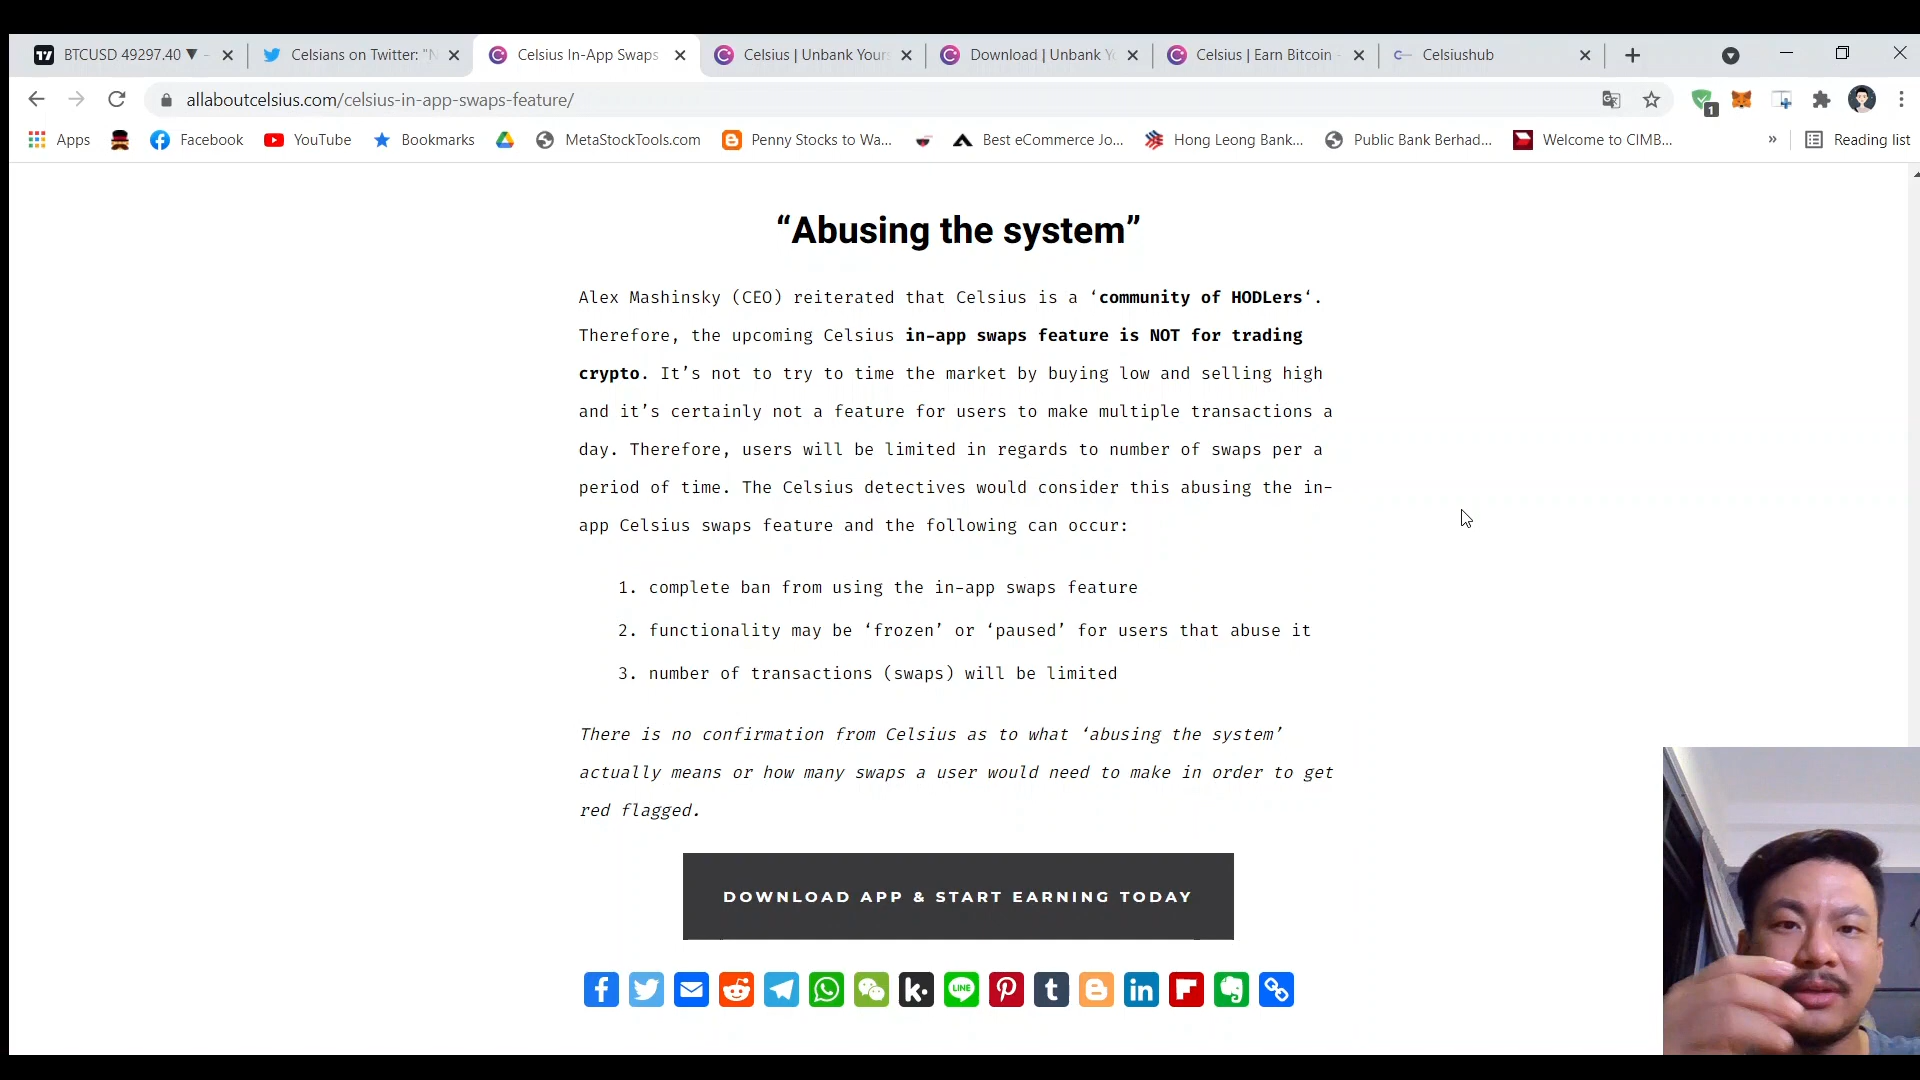 BTCUSD 49297.40 ▼
Celsians on Twitter: "N
Celsius In-App Swaps
Celsius | Unbank Yours
Download | Unbank Yo
Celsius | Earn Bitcoin
Celsiushub
allaboutcelsius.com/celsius-in-app-swaps-feature/
1
Apps
Facebook
YouTube
Bookmarks
MetaStockTools.com
Penny Stocks to Wa...
Best eCommerce Jo...
Hong Leong Bank...
Public Bank Berhad...
Welcome to CIMB...
»
Reading list
“Abusing the system”
Alex Mashinsky (CEO) reiterated that Celsius is a ‘community of HODLers‘.
Therefore, the upcoming Celsius in-app swaps feature is NOT for trading
crypto. It’s not to try to time the market by buying low and selling high
and it’s certainly not a feature for users to make multiple transactions a
day. Therefore, users will be limited in regards to number of swaps per a
period of time. The Celsius detectives would consider this abusing the in-
app Celsius swaps feature and the following can occur:
1. complete ban from using the in-app swaps feature
2. functionality may be ‘frozen’ or ‘paused’ for users that abuse it
3. number of transactions (swaps) will be limited
There is no confirmation from Celsius as to what ‘abusing the system’
actually means or how many swaps a user would need to make in order to get
red flagged.
DOWNLOAD APP & START EARNING TODAY
LINE